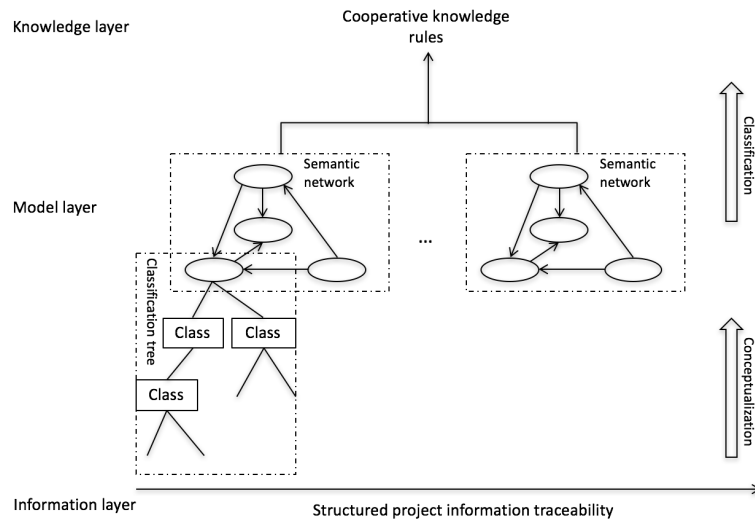 Knowledge layer
Cooperative knowledge
rules
Classification
Semantic
network
Semantic
network
Model layer
...
Classification tree
Class
Class
Class
Conceptualization
Information layer
Structured project information traceability